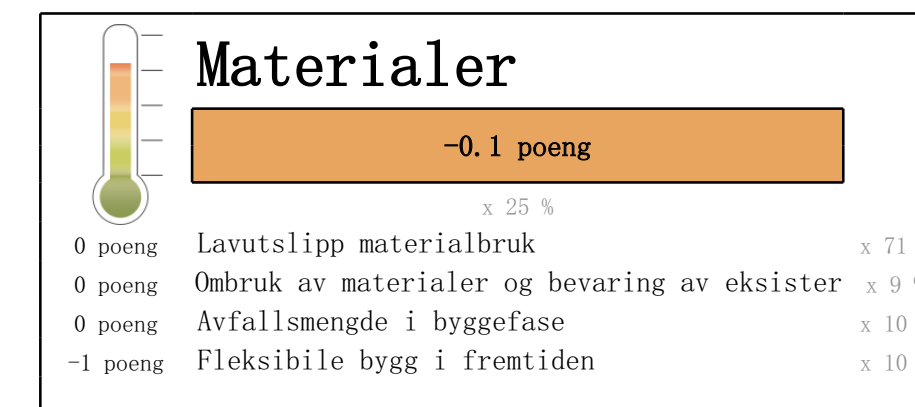 Materialer
-0.1 poeng
x 25 %
0 poeng Lavutslipp materialbruk x 71
0 poeng Ombruk av materialer og bevaring av eksister x 9
0 poeng Avfallsmengde i byggefase x 10
-1 poeng Fleksibile bygg i fremtiden x 10